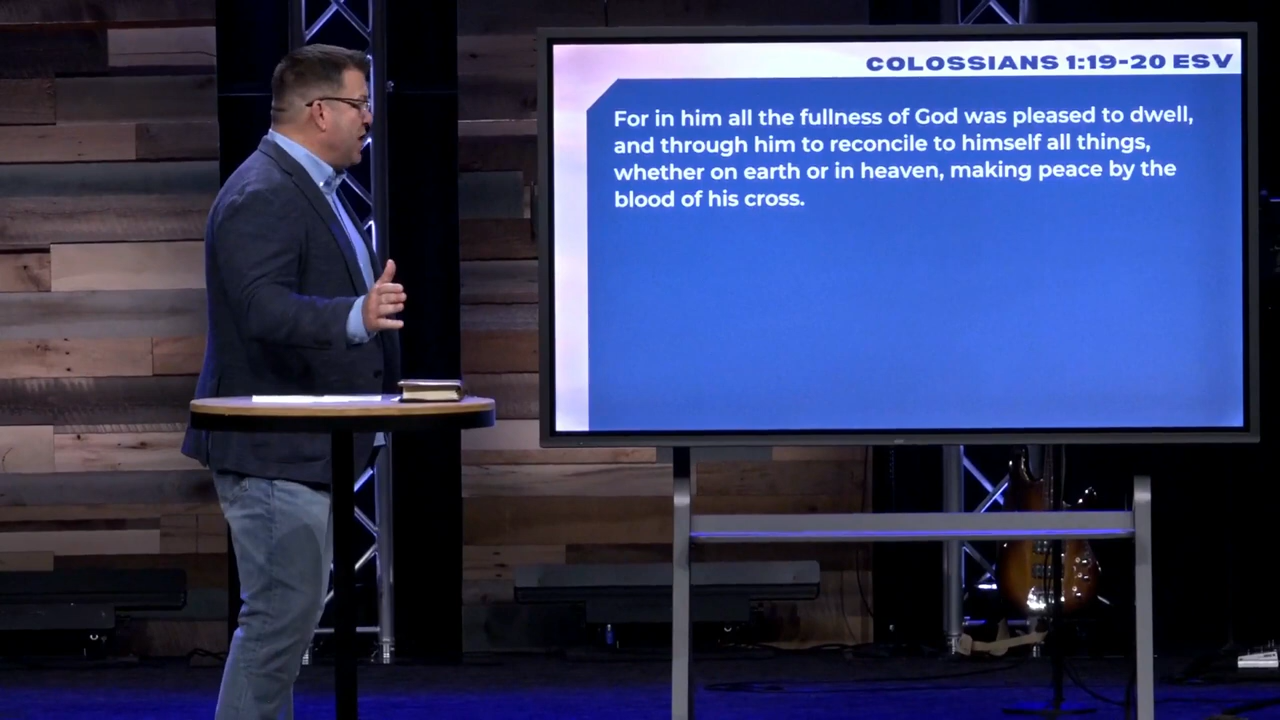 COLOSSIANS 1:19-20 ESV
For in him all the fullness of God was pleased to dwell,
and through him to reconcile to himself all things,
whether on earth or in heaven, making peace by the
blood of his cross.